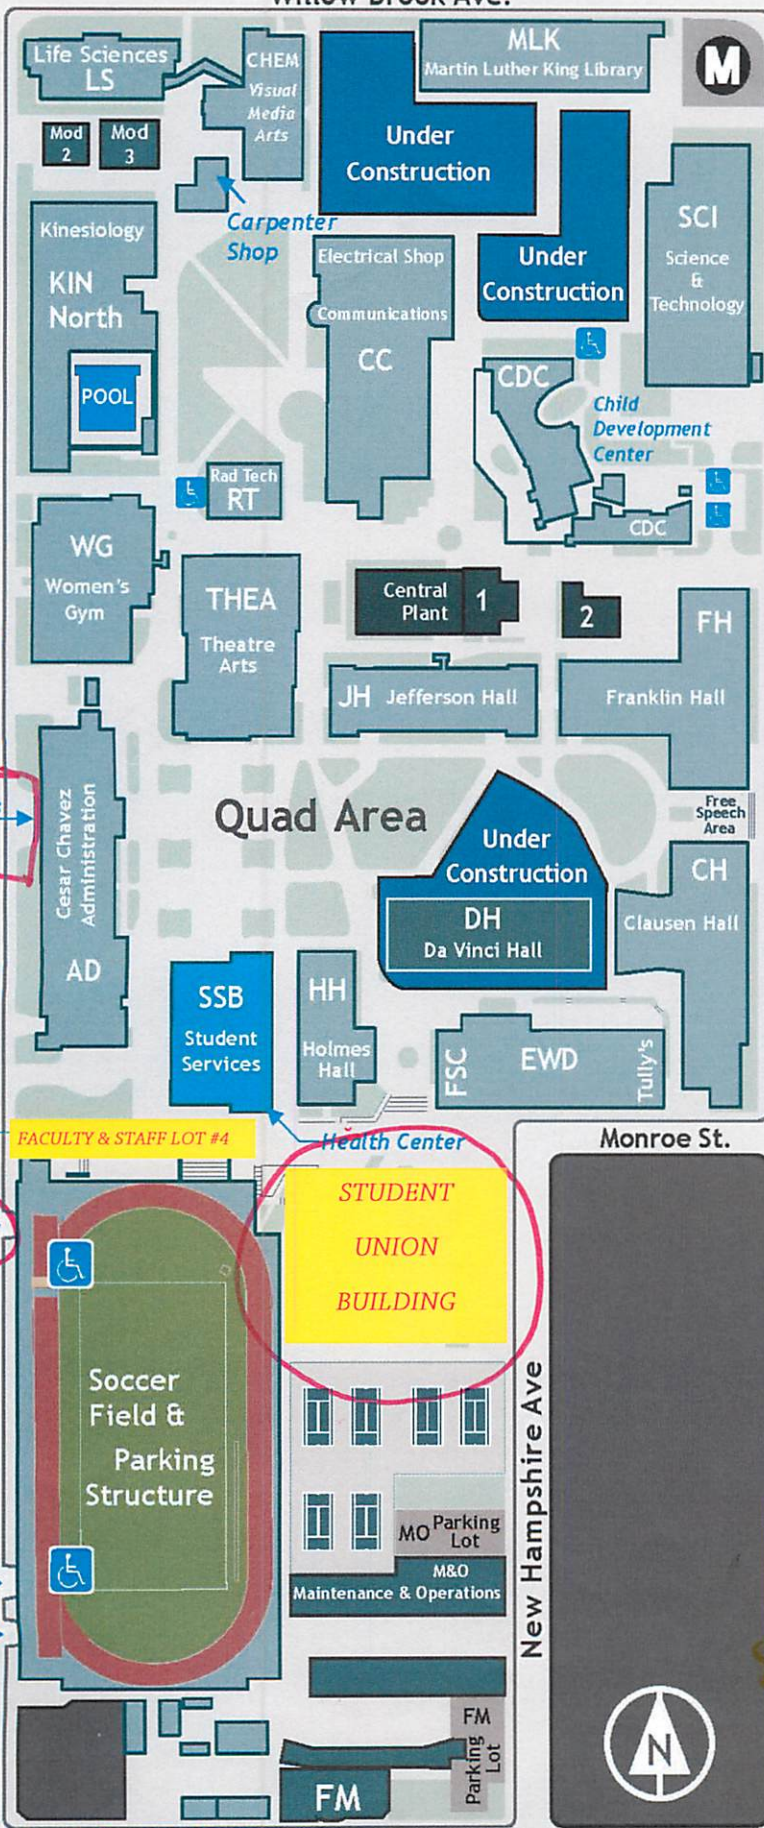 Willow Brook Ave.
Life Sciences
LS
CHEM
Visual
Media
Arts
MLK
Martin Luther King Library
M
Mod
2
Mod
3
Under
Construction
Carpenter
Shop
Kinesiology
KIN
North
POOL
Electrical Shop
Communications
CC
Under
Construction
SCI
Science
&
Technology
CDC
Child
Development
Center
CDC
Rad Tech
RT
WG
Women's
Gym
THEA
Theatre
Arts
Central
Plant
1
2
FH
Franklin Hall
JH Jefferson Hall
Cesar Chavez
Administration
AD
Quad Area
Under
Construction
DH
Da Vinci Hall
Free
Speech
Area
CH
Clausen Hall
SSB
Student
Services
HH
Holmes
Hall
FSC
EWD
Tully's
FACULTY & STAFF LOT #4
Health Center
Monroe St.
STUDENT
UNION
BUILDING
Soccer
Field &
Parking
Structure
New Hampshire Ave
MO Parking
Lot
M&O
Maintenance & Operations
FM
Parking
Lot
FM
N